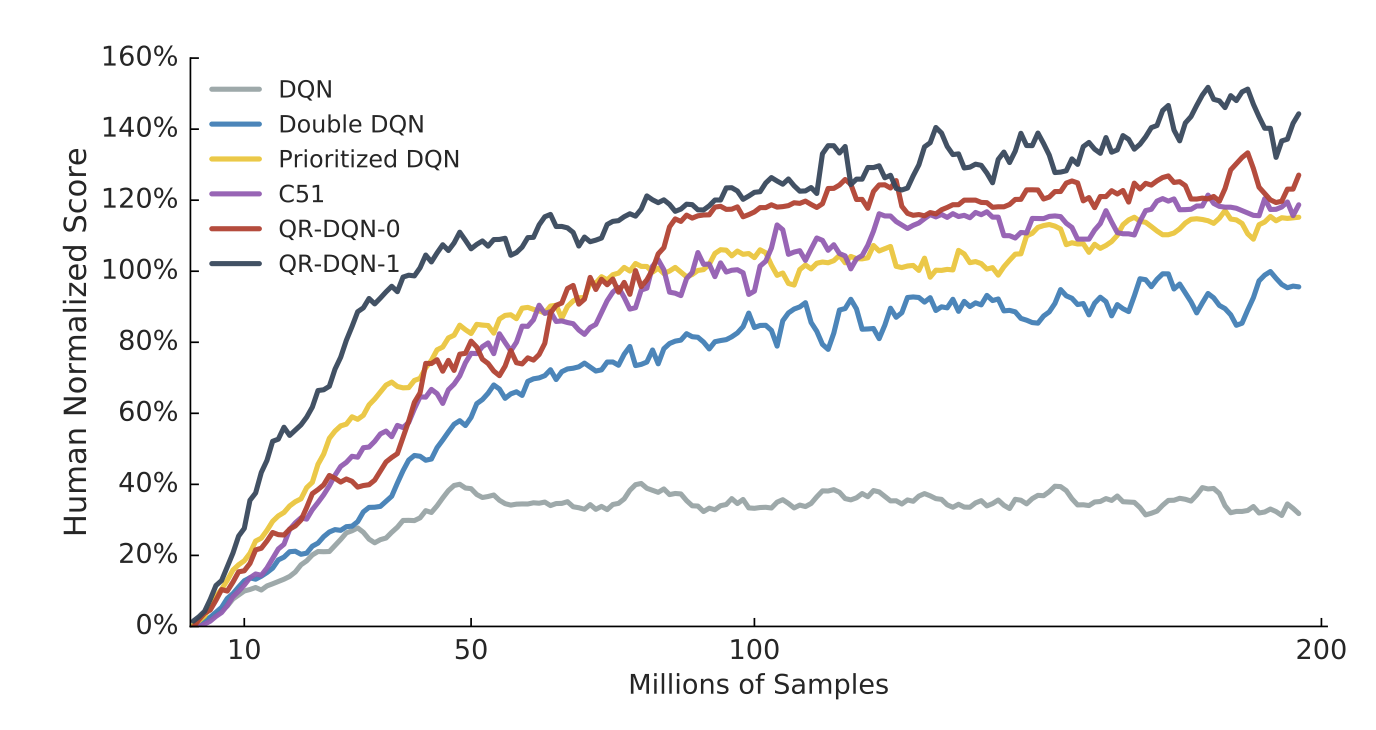 160%
140%
120%
100%
80%
60%
40%
20%
0%
Human Normalized Score
DQN
Double DQN
Prioritized DQN
C51
QR-DQN-0
QR-DQN-1
10 50 100 200
Millions of Samples